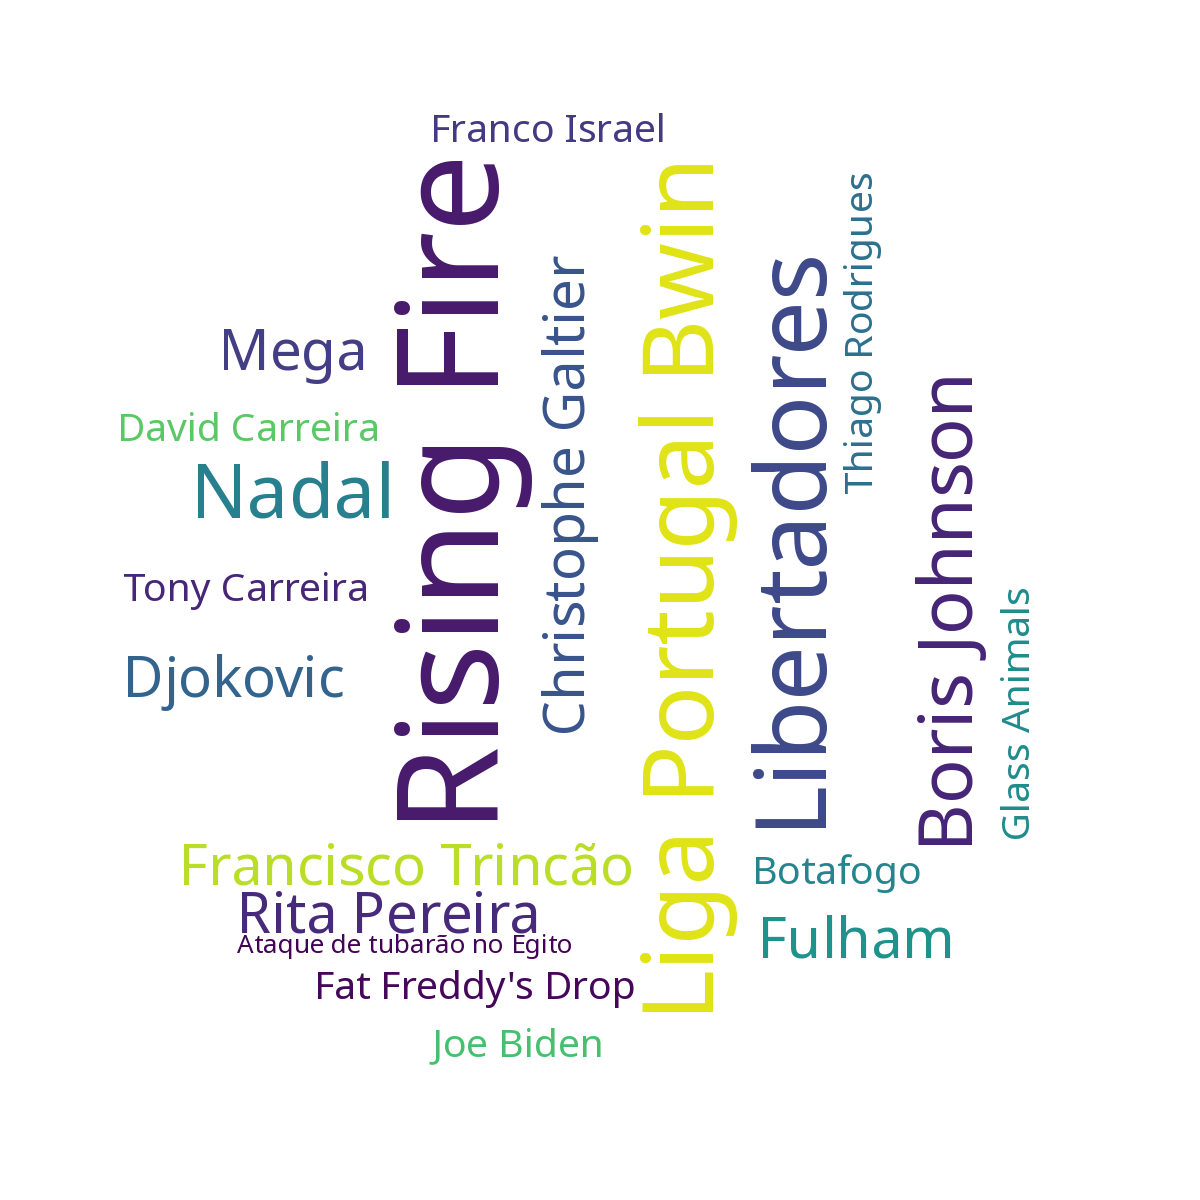 Franco Israel
Rising Fire
Liga Portugal Bwin
Libertadores
Thiago Rodrigues
Christophe Galtier
Mega
David Carreira
Nadal
Boris Johnson
Tony Carreira
Glass Animals
Djokovic
Francisco Trincão
Botafogo
Rita Pereira
Fulham
Ataque de tubarão no Egito
Fat Freddy's Drop
Joe Biden